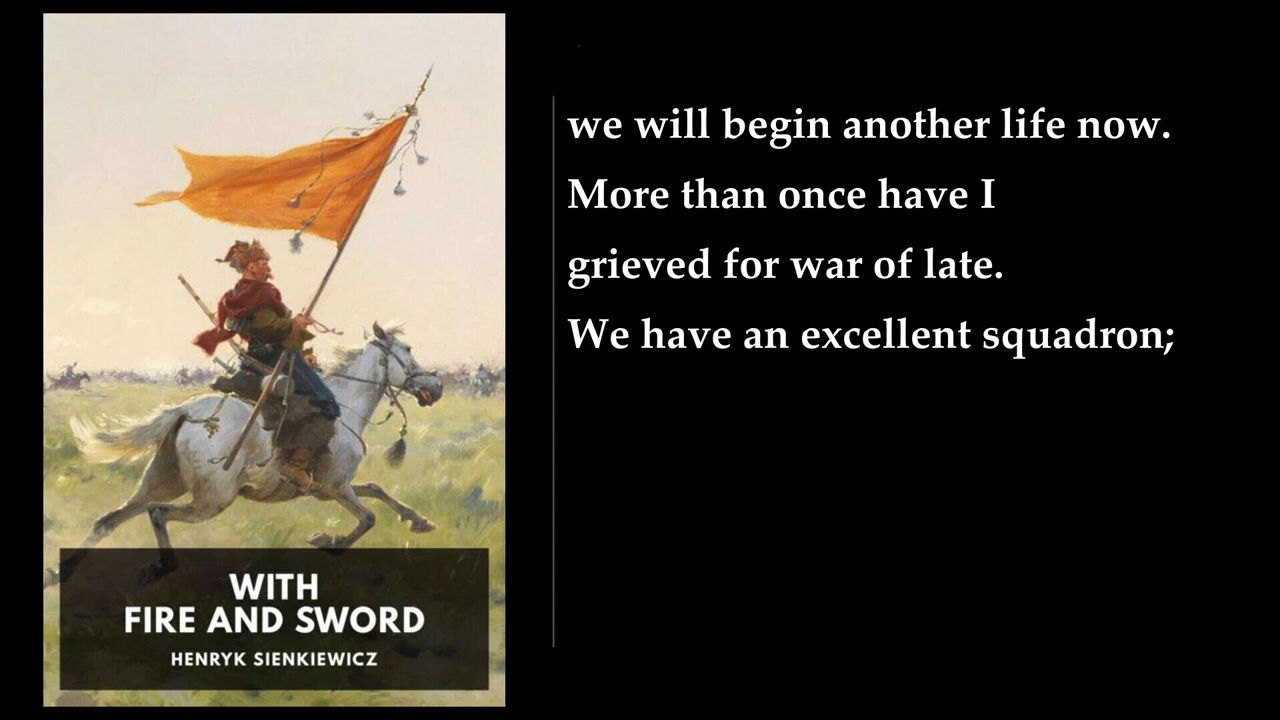 we will begin another life now.
More than once have I
grieved for war of late.
We have an excellent squadron;
WITH
FIRE AND SWORD
HENRYK SIENKIEWICZ